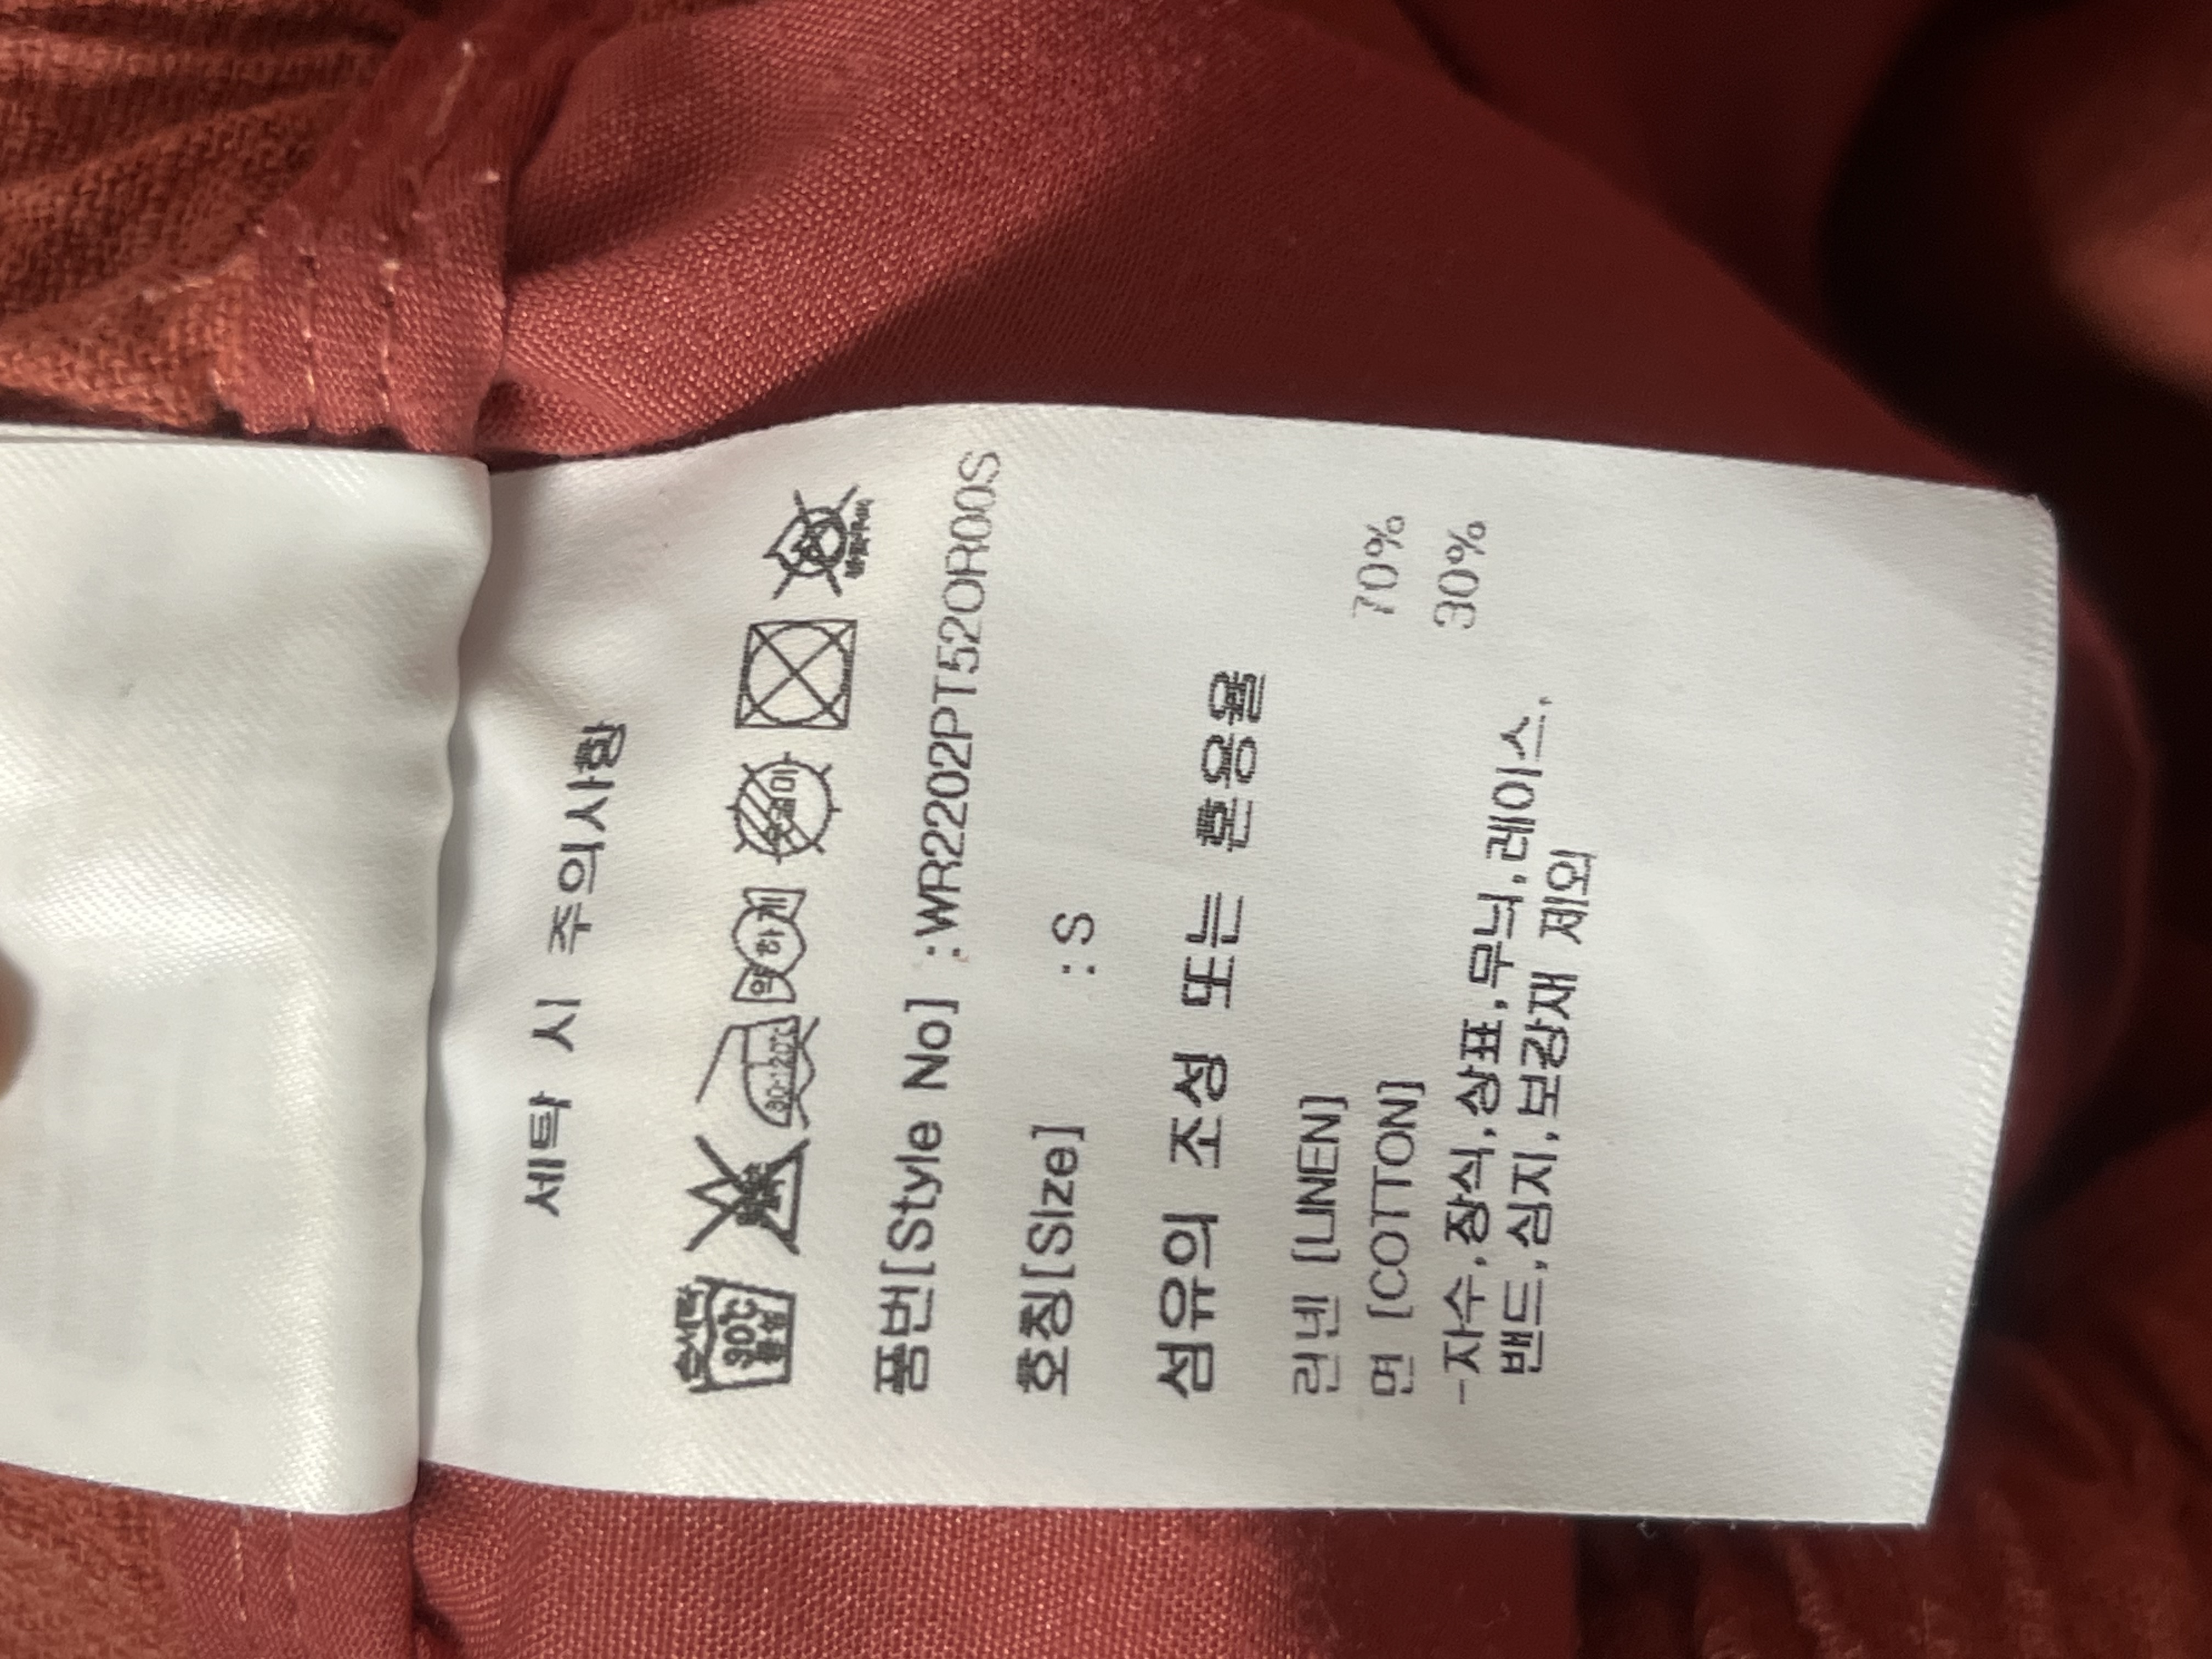 세탁 시 주의사항
손세탁 약하게 옷걸이
30℃ 80-120℃
중성
품번[Style No] :WR2202PT52OR00S
호칭[Size] : S
섬유의 조성 또는 혼용율
린넨 [LINEN] 70%
면 [COTTON] 30%
-자수,장식,상표,무늬,레이스,
밴드,심지,보강재 제외